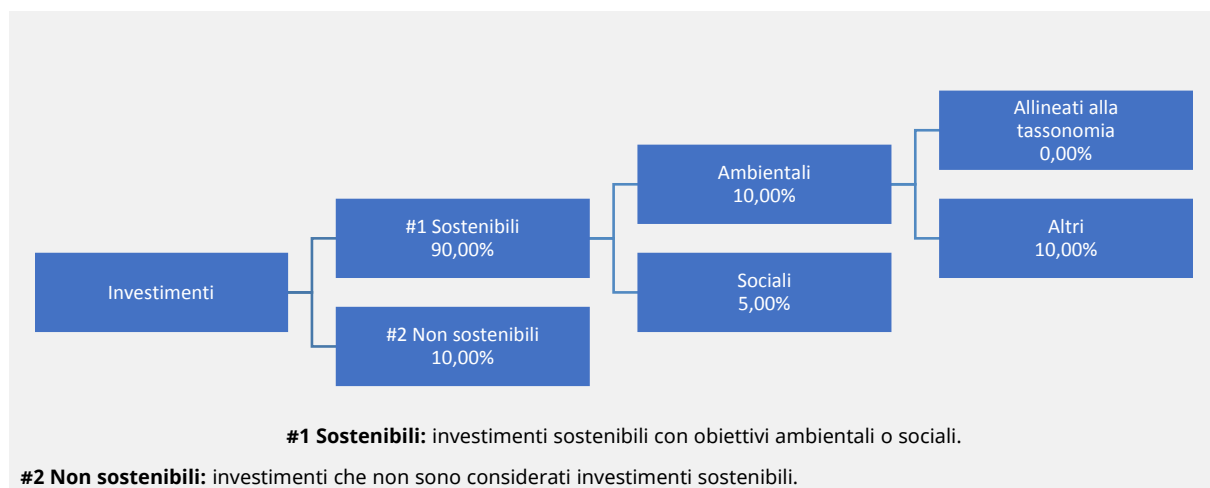 Investimenti
#1 Sostenibili
90,00%
#2 Non sostenibili
10,00%
Ambientali
10,00%
Sociali
5,00%
Allineati alla
tassonomia
0,00%
Altri
10,00%
#1 Sostenibili: investimenti sostenibili con obiettivi ambientali o sociali.
#2 Non sostenibili: investimenti che non sono considerati investimenti sostenibili.